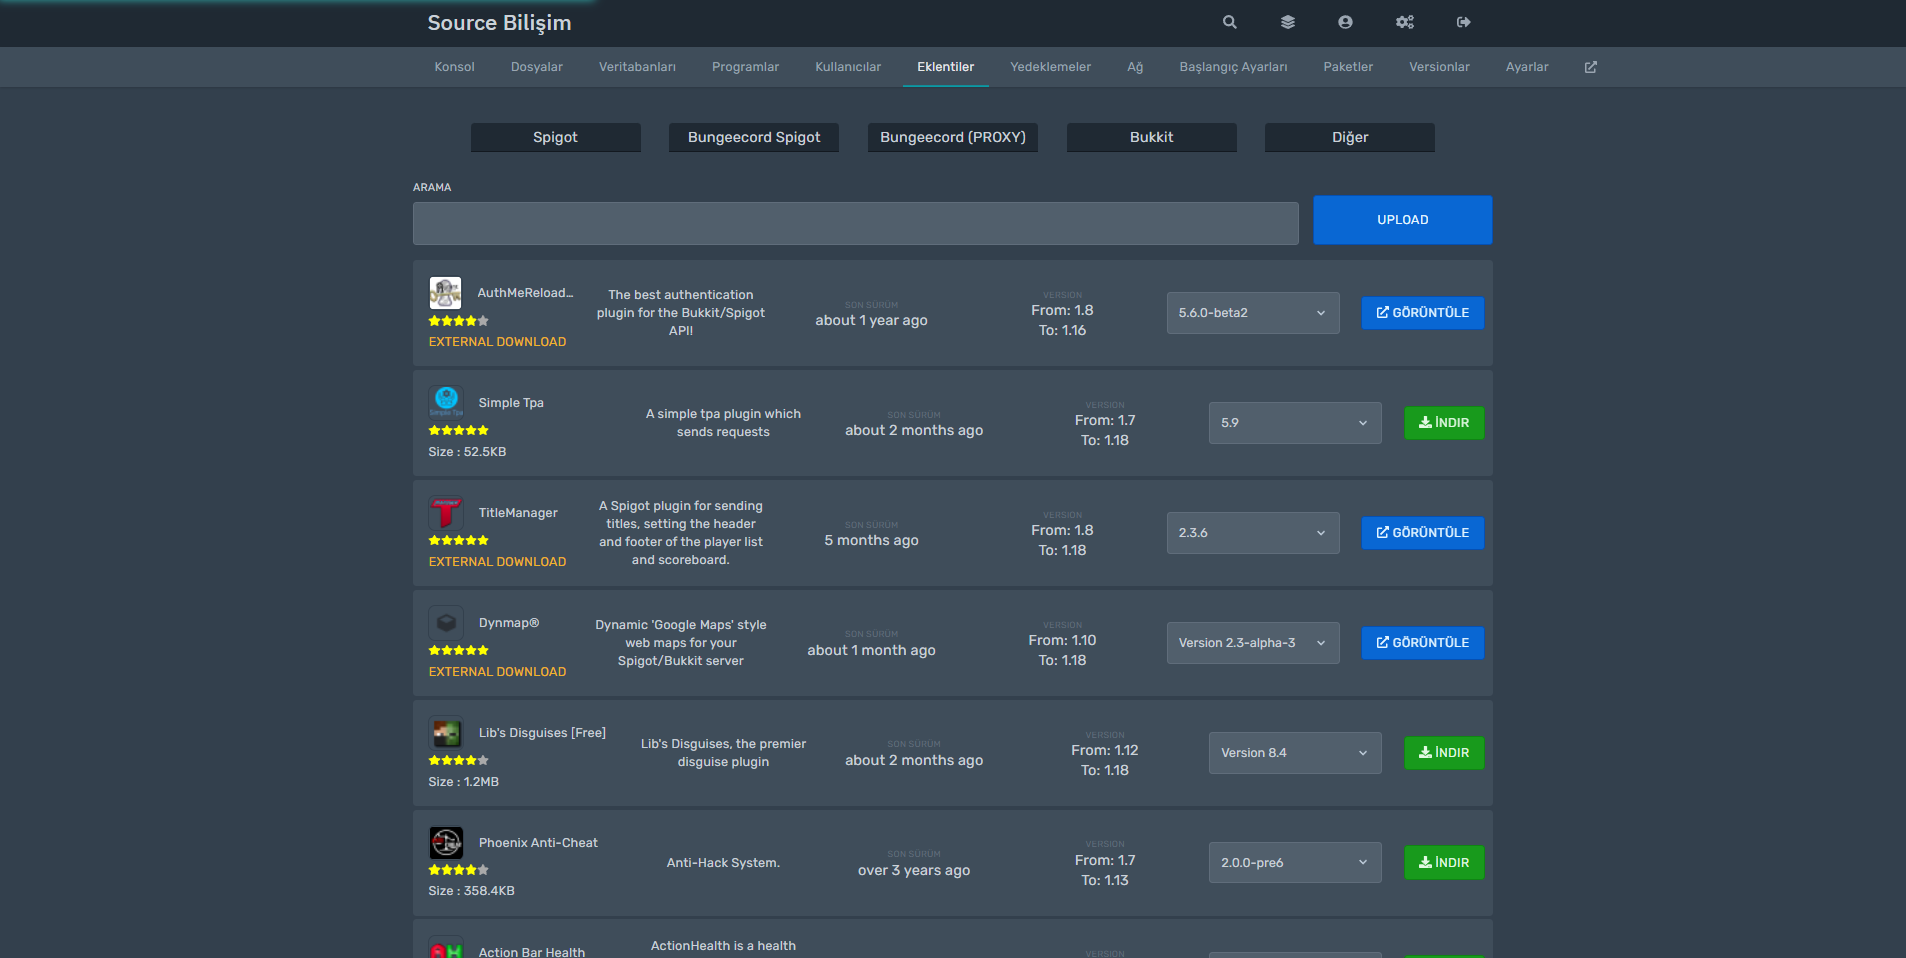 Source Bilişim
Konsol Dosyalar Veritabanları Programlar Kullanıcılar Eklentiler Yedeklemeler Ağ Başlangıç Ayarları Paketler Versionlar Ayarlar
Spigot Bungeecord Spigot Bungeecord (PROXY) Bukkit Diğer
ARAMA
UPLOAD
AuthMeReload...
EXTERNAL DOWNLOAD
The best authentication
plugin for the Bukkit/Spigot
API!
SON SÜRÜM
about 1 year ago
VERSION
From: 1.8
To: 1.16
5.6.0-beta2
GÖRÜNTÜLE
Simple Tpa
Size : 52.5KB
A simple tpa plugin which
sends requests
SON SÜRÜM
about 2 months ago
VERSION
From: 1.7
To: 1.18
5.9
İNDIR
TitleManager
EXTERNAL DOWNLOAD
A Spigot plugin for sending
titles, setting the header
and footer of the player list
and scoreboard.
SON SÜRÜM
5 months ago
VERSION
From: 1.8
To: 1.18
2.3.6
GÖRÜNTÜLE
Dynmap®
EXTERNAL DOWNLOAD
Dynamic 'Google Maps' style
web maps for your
Spigot/Bukkit server
SON SÜRÜM
about 1 month ago
VERSION
From: 1.10
To: 1.18
Version 2.3-alpha-3
GÖRÜNTÜLE
Lib's Disguises [Free]
Size : 1.2MB
Lib's Disguises, the premier
disguise plugin
SON SÜRÜM
about 2 months ago
VERSION
From: 1.12
To: 1.18
Version 8.4
İNDIR
Phoenix Anti-Cheat
Size : 358.4KB
Anti-Hack System.
SON SÜRÜM
over 3 years ago
VERSION
From: 1.7
To: 1.13
2.0.0-pre6
İNDIR
Action Bar Health
ActionHealth is a health
VERSION